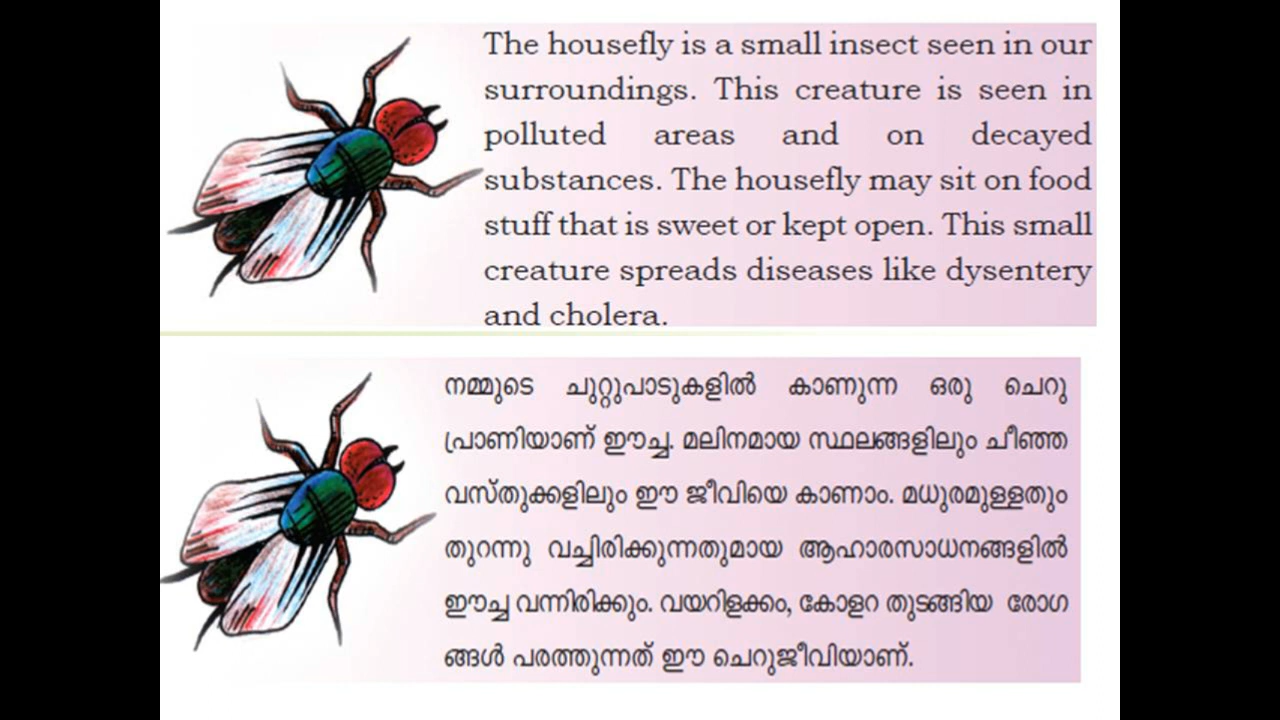 The housefly is a small insect seen in our
surroundings. This creature is seen in
polluted areas and on decayed
substances. The housefly may sit on food
stuff that is sweet or kept open. This small
creature spreads diseases like dysentery
and cholera.
നമ്മുടെ ചുറ്റുപാടുകളിൽ കാണുന്ന ഒരു ചെറു
പ്രാണിയാണ് ഈച്ച. മലിനമായ സ്ഥലങ്ങളിലും ചീഞ്ഞ
വസ്തുക്കളിലും ഈ ജീവിയെ കാണാം. മധുരമുള്ളതും
തുറന്നു വച്ചിരിക്കുന്നതുമായ ആഹാരസാധനങ്ങളിൽ
ഈച്ച വന്നിരിക്കും. വയറിളക്കം, കോളറ തുടങ്ങിയ രോഗ
ങ്ങൾ പരത്തുന്നത് ഈ ചെറുജീവിയാണ്.